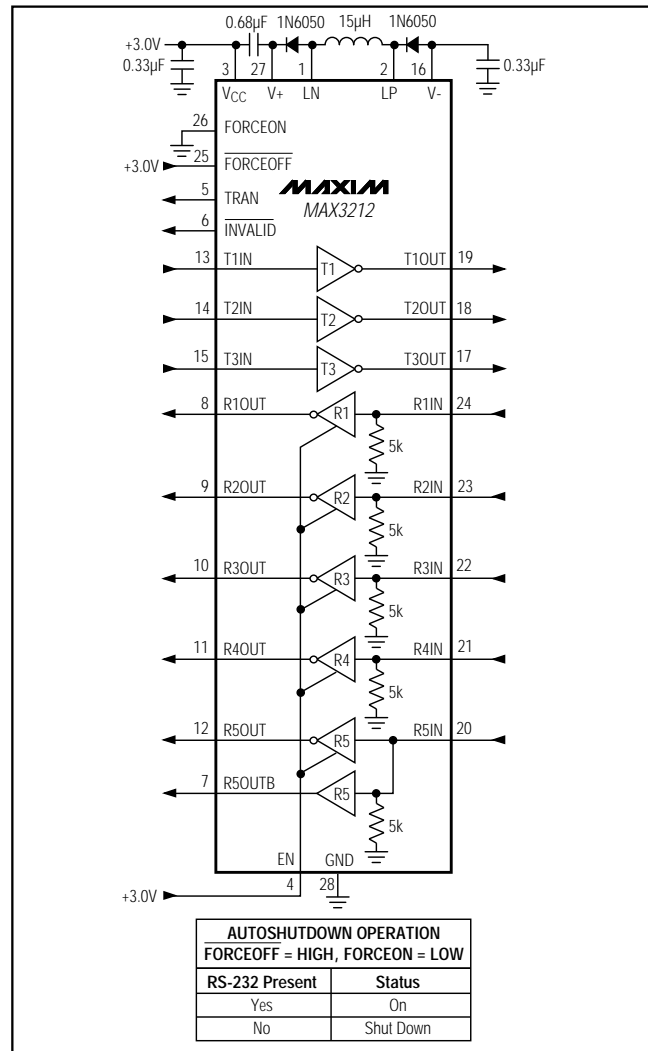 0.68µF 1N6050 15µH 1N6050
+3.0V
0.33µF 0.33µF
3 27 1 2 16
VCC V+ LN LP V-
26 FORCEON
+3.0V 25 FORCEOFF
5 TRAN
6 INVALID
MAXIM
MAX3212
13 T1IN T1 T1OUT 19
14 T2IN T2 T2OUT 18
15 T3IN T3 T3OUT 17
8 R1OUT R1 R1IN 24
5k
9 R2OUT R2 R2IN 23
5k
10 R3OUT R3 R3IN 22
5k
11 R4OUT R4 R4IN 21
5k
12 R5OUT R5 R5IN 20
7 R5OUTB R5
5k
EN GND
+3.0V 4 28
AUTOSHUTDOWN OPERATION
FORCEOFF = HIGH, FORCEON = LOW
RS-232 Present Status
Yes On
No Shut Down